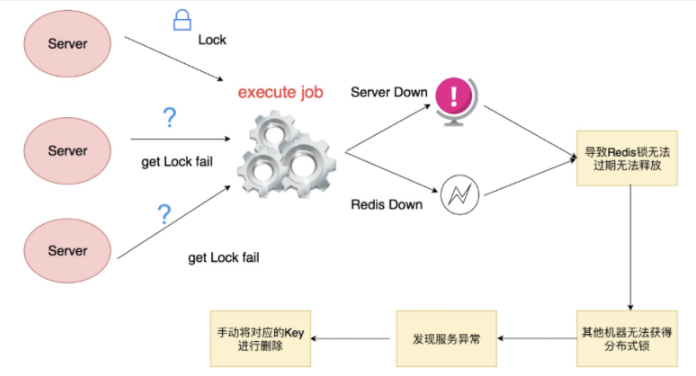 Server
Lock
execute job
Server Down
?
Server
get Lock fail
!
导致Redis锁无法
过期无法释放
?
Redis Down
Server
get Lock fail
手动将对应的Key
进行删除
发现服务异常
其他机器无法获得
分布式锁